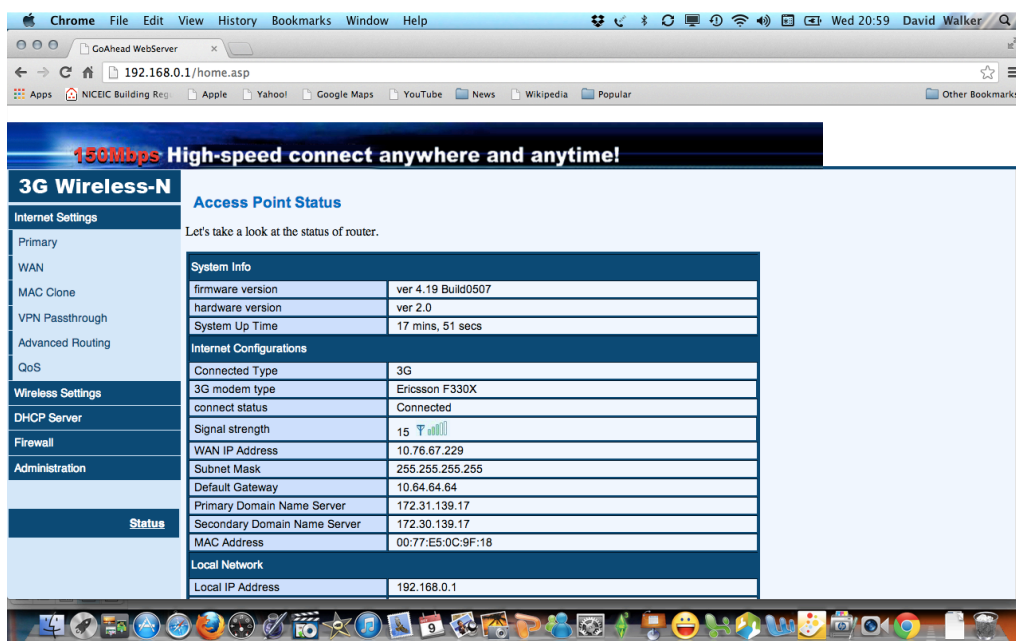 Chrome File Edit View History Bookmarks Window Help Wed 20:59 David Walker
GoAhead WebServer
192.168.0.1/home.asp
Apps NICEIC Building Regu Apple Yahoo! Google Maps YouTube News Wikipedia Popular Other Bookmarks
150Mbps High-speed connect anywhere and anytime!
3G Wireless-N
Internet Settings
Primary
WAN
MAC Clone
VPN Passthrough
Advanced Routing
QoS
Wireless Settings
DHCP Server
Firewall
Administration
Status
Access Point Status
Let's take a look at the status of router.
System Info
firmware version ver 4.19 Build0507
hardware version ver 2.0
System Up Time 17 mins, 51 secs
Internet Configurations
Connected Type 3G
3G modem type Ericsson F330X
connect status Connected
Signal strength 15
WAN IP Address 10.76.67.229
Subnet Mask 255.255.255.255
Default Gateway 10.64.64.64
Primary Domain Name Server 172.31.139.17
Secondary Domain Name Server 172.30.139.17
MAC Address 00:77:E5:0C:9F:18
Local Network
Local IP Address 192.168.0.1
FO
9